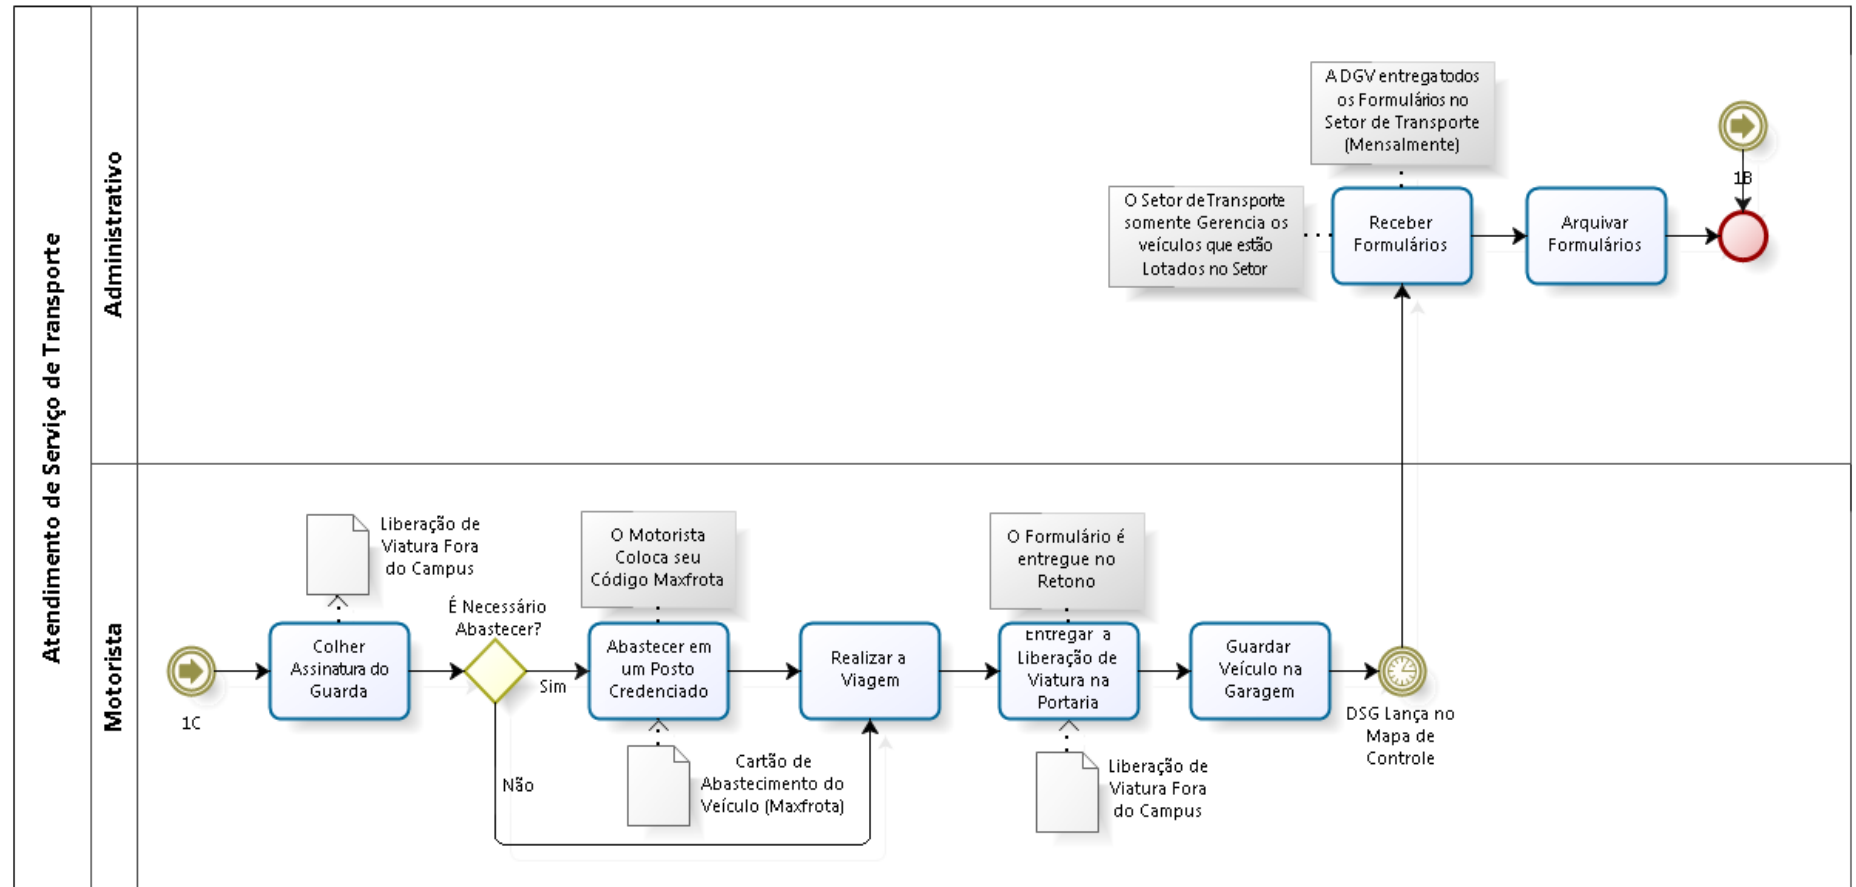 Atendimento de Serviço de Transporte
Administrativo
A DGV entrega todos
os Formulários no
Setor de Transporte
(Mensalmente)
1B
O Setor de Transporte
somente Gerencia os
veículos que estão
Lotados no Setor
Receber
Formulários
Arquivar
Formulários
Motorista
Liberação de
Viatura Fora
do Campus
O Motorista
Coloca seu
Código Maxfrota
O Formulário é
entregue no
Retono
É Necessário
Abastecer?
1C
Colher
Assinatura do
Guarda
Sim
Abastecer em
um Posto
Credenciado
Realizar a
Viagem
Entregar a
Liberação de
Viatura na
Portaria
Guardar
Veículo na
Garagem
DSG Lança no
Mapa de
Controle
Não
Cartão de
Abastecimento do
Veículo (Maxfrota)
Liberação de
Viatura Fora
do Campus